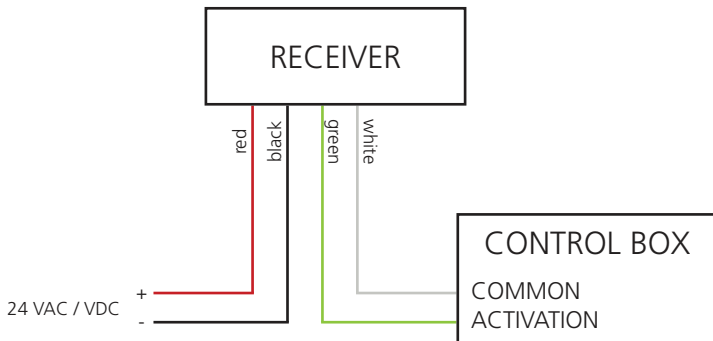 RECEIVER
red
black
green
white
CONTROL BOX
COMMON
ACTIVATION
24 VAC / VDC
+
-